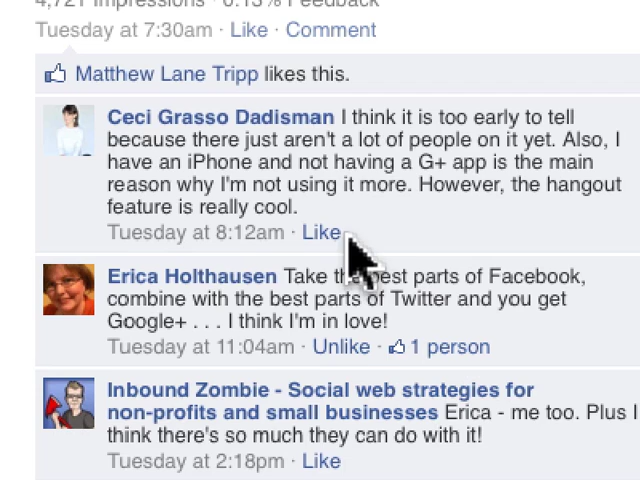 4,721 Impressions · 0.13% Feedback
Tuesday at 7:30am · Like · Comment
Matthew Lane Tripp likes this.
Ceci Grasso Dadisman I think it is too early to tell
because there just aren't a lot of people on it yet. Also, I
have an iPhone and not having a G+ app is the main
reason why I'm not using it more. However, the hangout
feature is really cool.
Tuesday at 8:12am · Like
Erica Holthausen Take the best parts of Facebook,
combine with the best parts of Twitter and you get
Google+ . . . I think I'm in love!
Tuesday at 11:04am · Unlike · 1 person
Inbound Zombie - Social web strategies for
non-profits and small businesses Erica - me too. Plus I
think there's so much they can do with it!
Tuesday at 2:18pm · Like